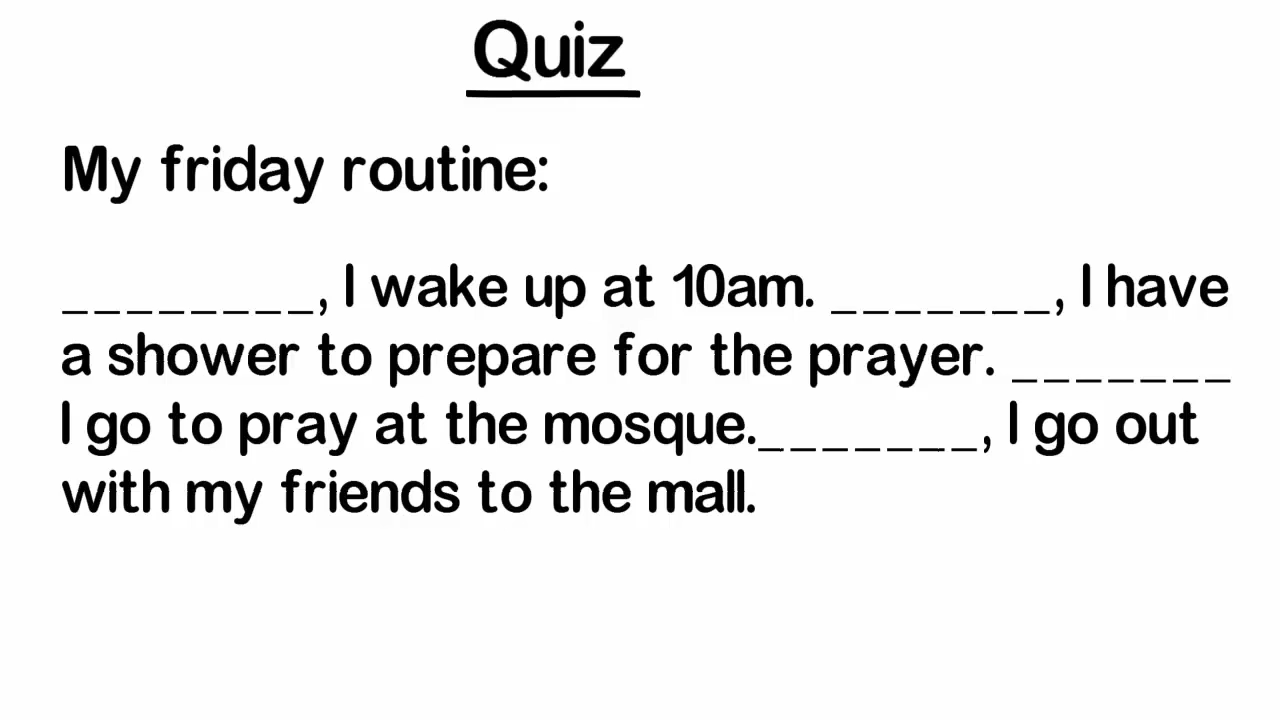 Quiz
My friday routine:
________, I wake up at 10am. _______, I have
a shower to prepare for the prayer. _______
I go to pray at the mosque._______, I go out
with my friends to the mall.